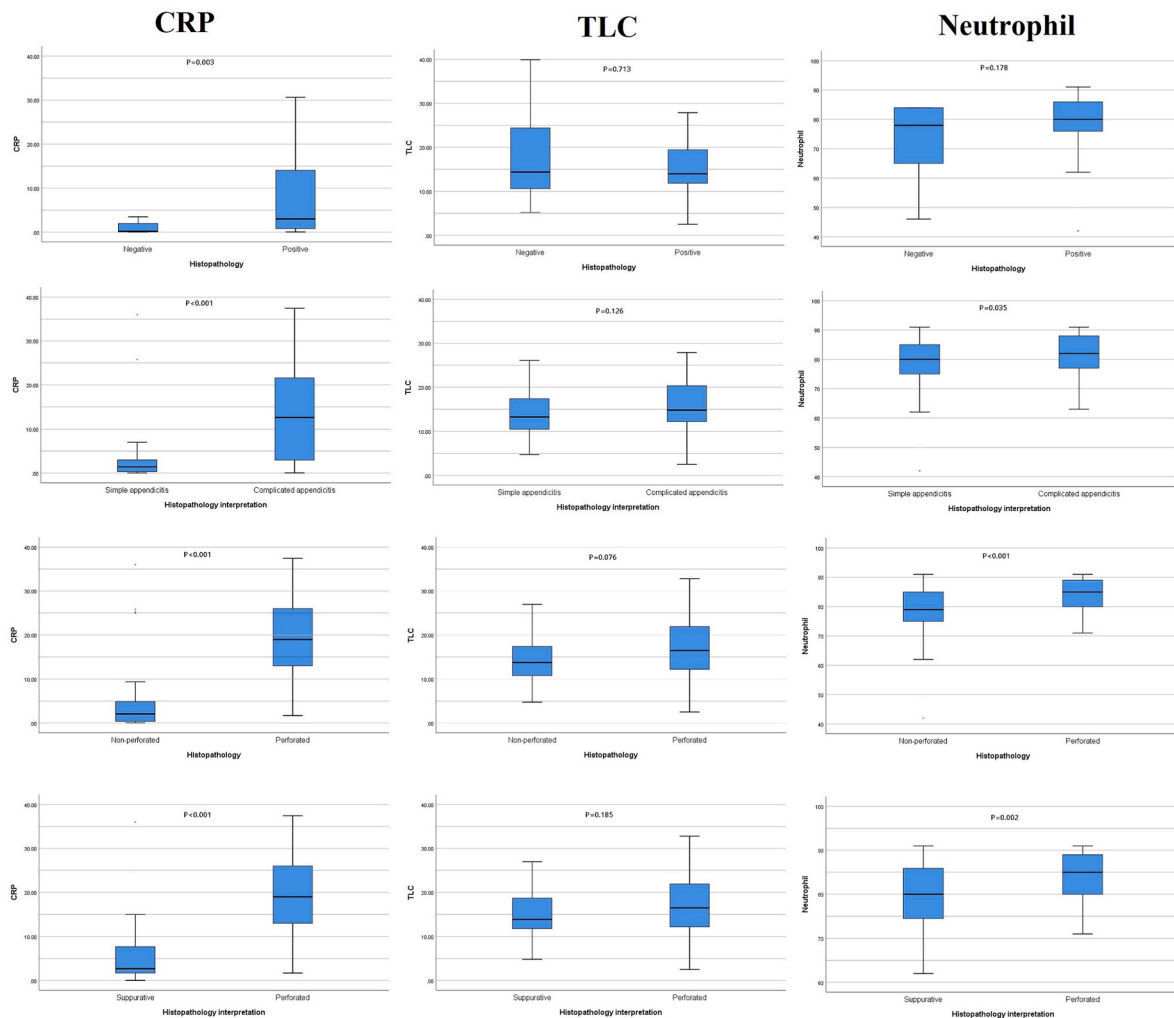 CRP
TLC
Neutrophil
P=0.003
40.00
30.00
20.00
10.00
.00
CRP
Negative
Positive
Histopathology
P=0.713
40.00
30.00
20.00
10.00
.00
TLC
Negative
Positive
Histopathology
P=0.178
100
90
80
70
60
50
40
Neutrophil
Negative
Positive
Histopathology
P<0.001
40.00
30.00
20.00
10.00
.00
CRP
Simple appendicitis
Complicated appendicitis
Histopathology interpretation
P=0.126
40.00
30.00
20.00
10.00
.00
TLC
Simple appendicitis
Complicated appendicitis
Histopathology interpretation
P=0.035
100
90
80
70
60
50
40
Neutrophil
Simple appendicitis
Complicated appendicitis
Histopathology interpretation
P<0.001
40.00
30.00
20.00
10.00
.00
CRP
Non-perforated
Perforated
Histopathology
P=0.076
40.00
30.00
20.00
10.00
.00
TLC
Non-perforated
Perforated
Histopathology
P<0.001
100
90
80
70
60
50
40
Neutrophil
Non-perforated
Perforated
Histopathology
P<0.001
40.00
30.00
20.00
10.00
.00
CRP
Suppurative
Perforated
Histopathology interpretation
P=0.185
40.00
30.00
20.00
10.00
.00
TLC
Suppurative
Perforated
Histopathology interpretation
P=0.002
100
90
80
70
60
Neutrophil
Suppurative
Perforated
Histopathology interpretation